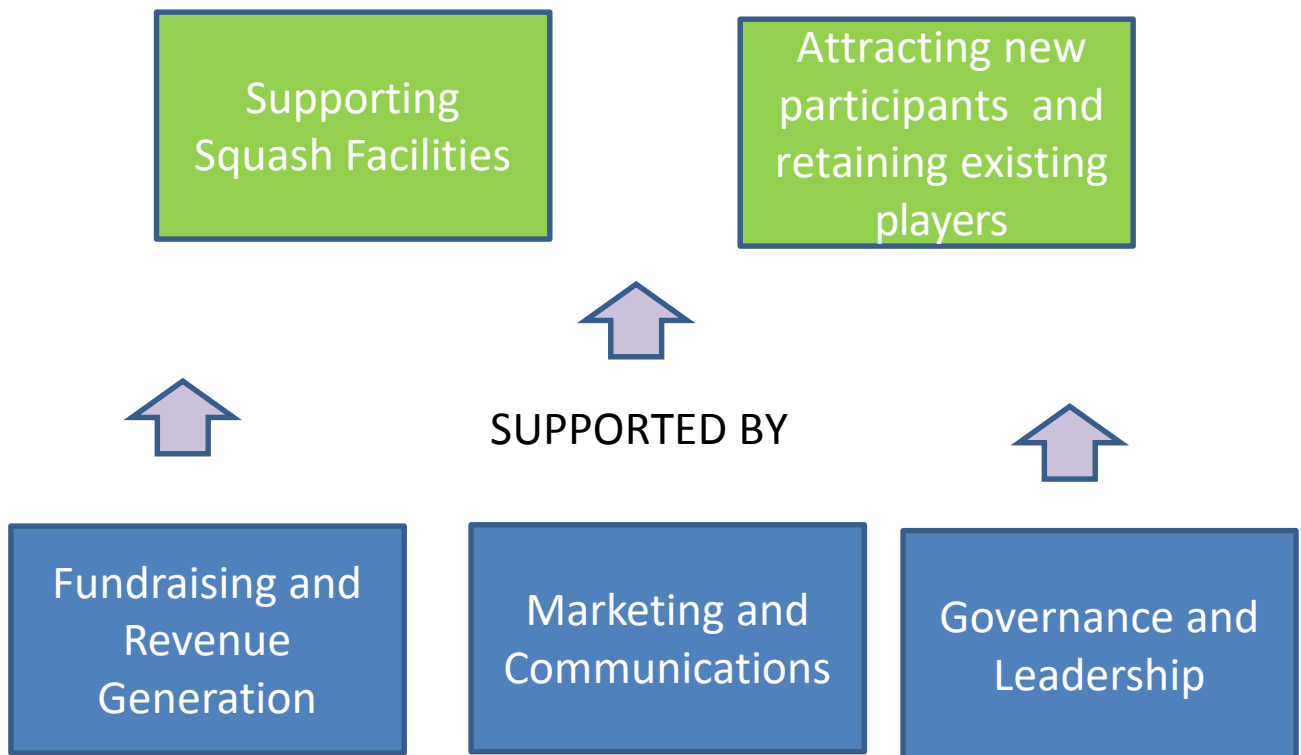 Supporting
Squash Facilities
Attracting new
participants and
retaining existing
players
SUPPORTED BY
Fundraising and
Revenue
Generation
Marketing and
Communications
Governance and
Leadership